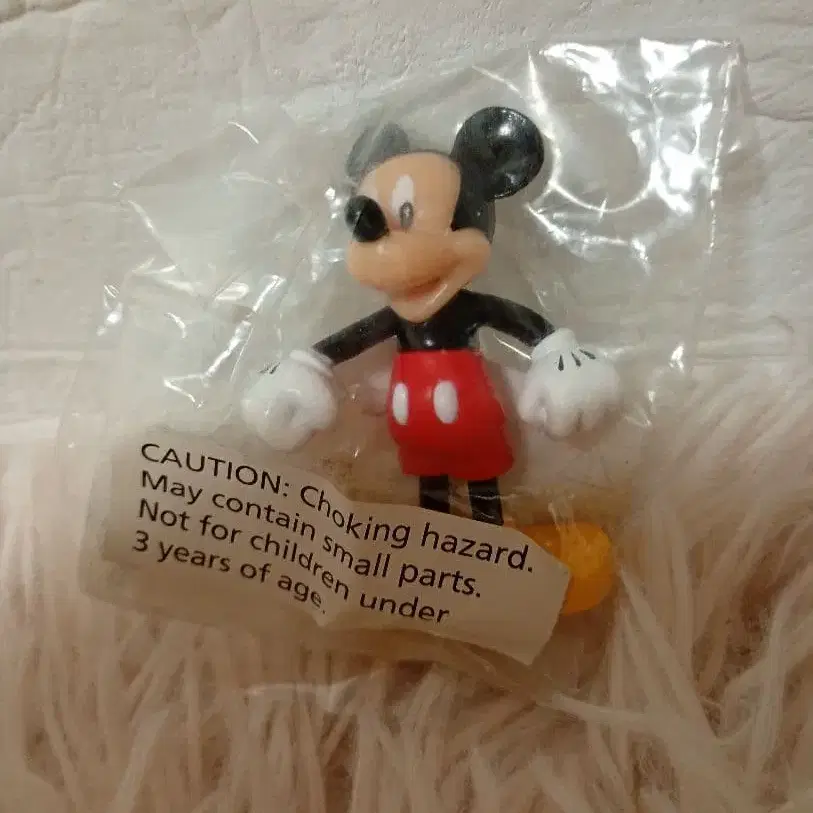 CAUTION: Choking hazard.
May contain small parts.
Not for children under
3 years of age.